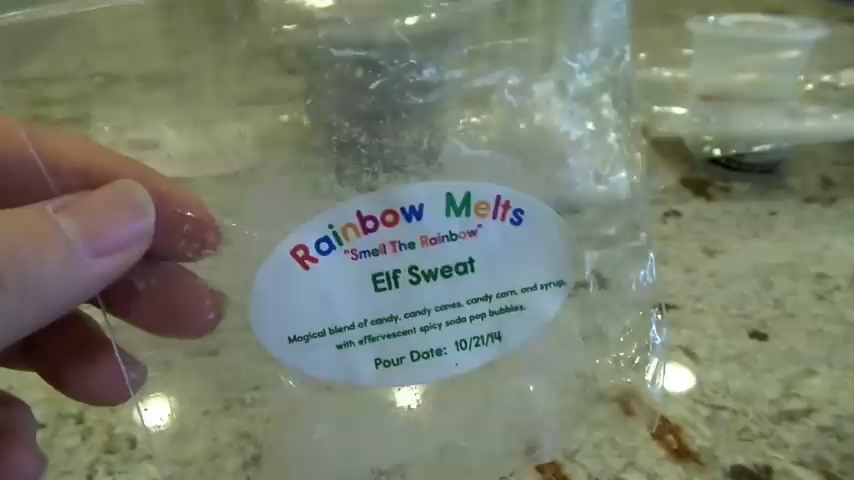 Rainbow Melts
"Smell The Rainbow"
Elf Sweat
Magical blend of candy, candy canes, candy corn, and syrup,
with effervescent spicy soda pop bubbles.
Pour Date: 10/21/14